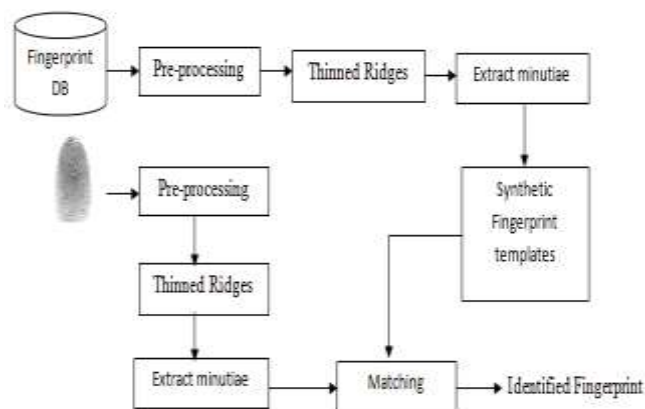 Fingerprint
DB
Pre-processing
Thinned Ridges
Extract minutiae
Pre-processing
Synthetic
Fingerprint
templates
Thinned Ridges
Extract minutiae
Matching
Identified Fingerprint